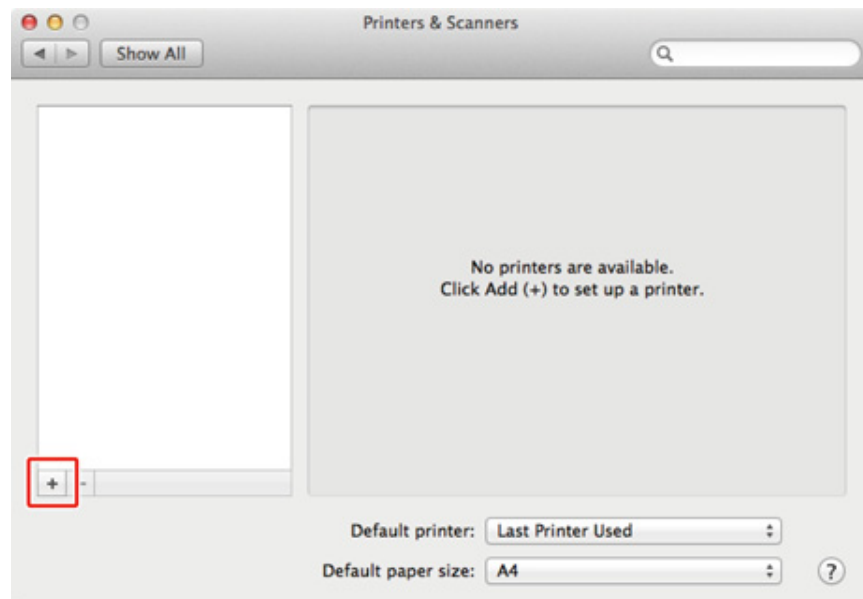 Printers & Scanners
Show All
No printers are available.
Click Add (+) to set up a printer.
+ -
Default printer: Last Printer Used
Default paper size: A4 ?